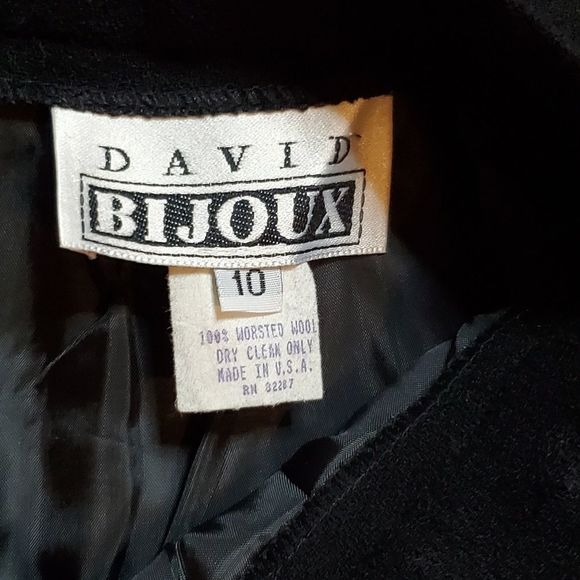 DAVID
BIJOUX
10
100% WORSTED WOOL
DRY CLEAN ONLY
MADE IN U.S.A.
RN 82287